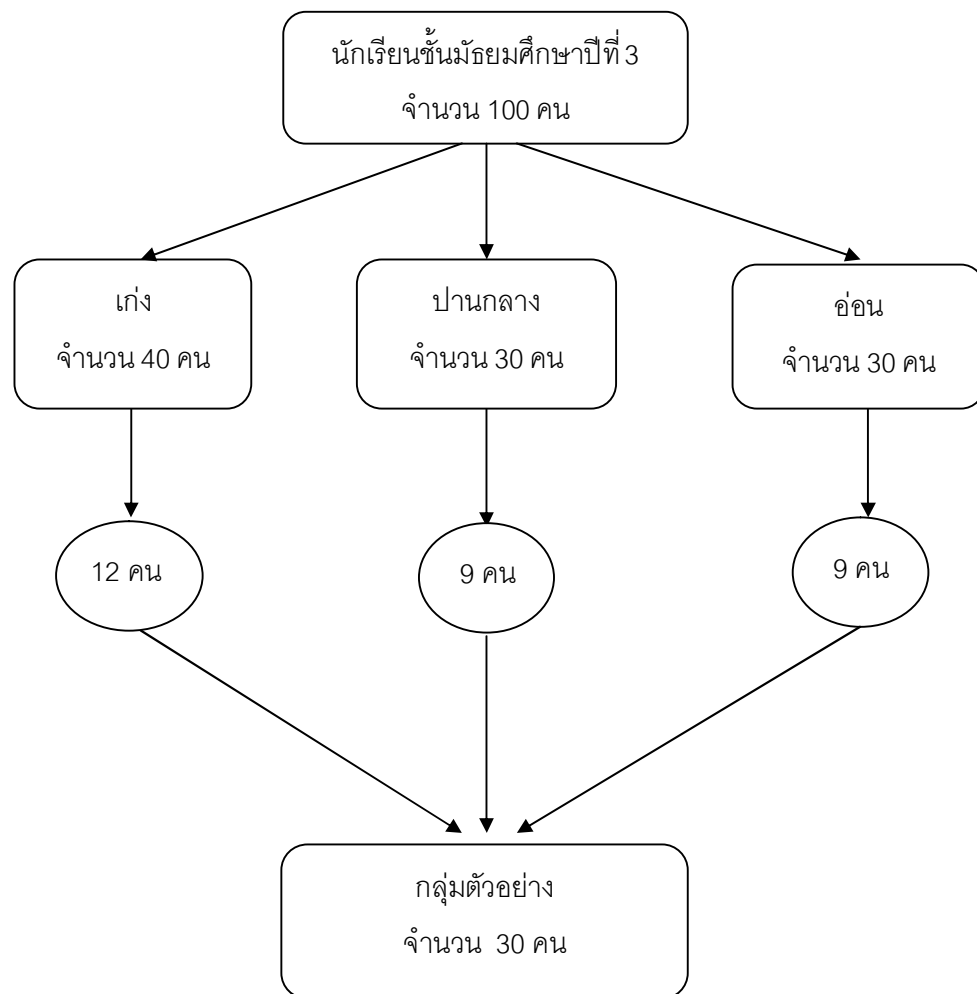 นักเรียนชั้นมัธยมศึกษาปีที่ 3
จำนวน 100 คน
เก่ง
จำนวน 40 คน
ปานกลาง
จำนวน 30 คน
อ่อน
จำนวน 30 คน
12 คน
9 คน
9 คน
กลุ่มตัวอย่าง
จำนวน 30 คน